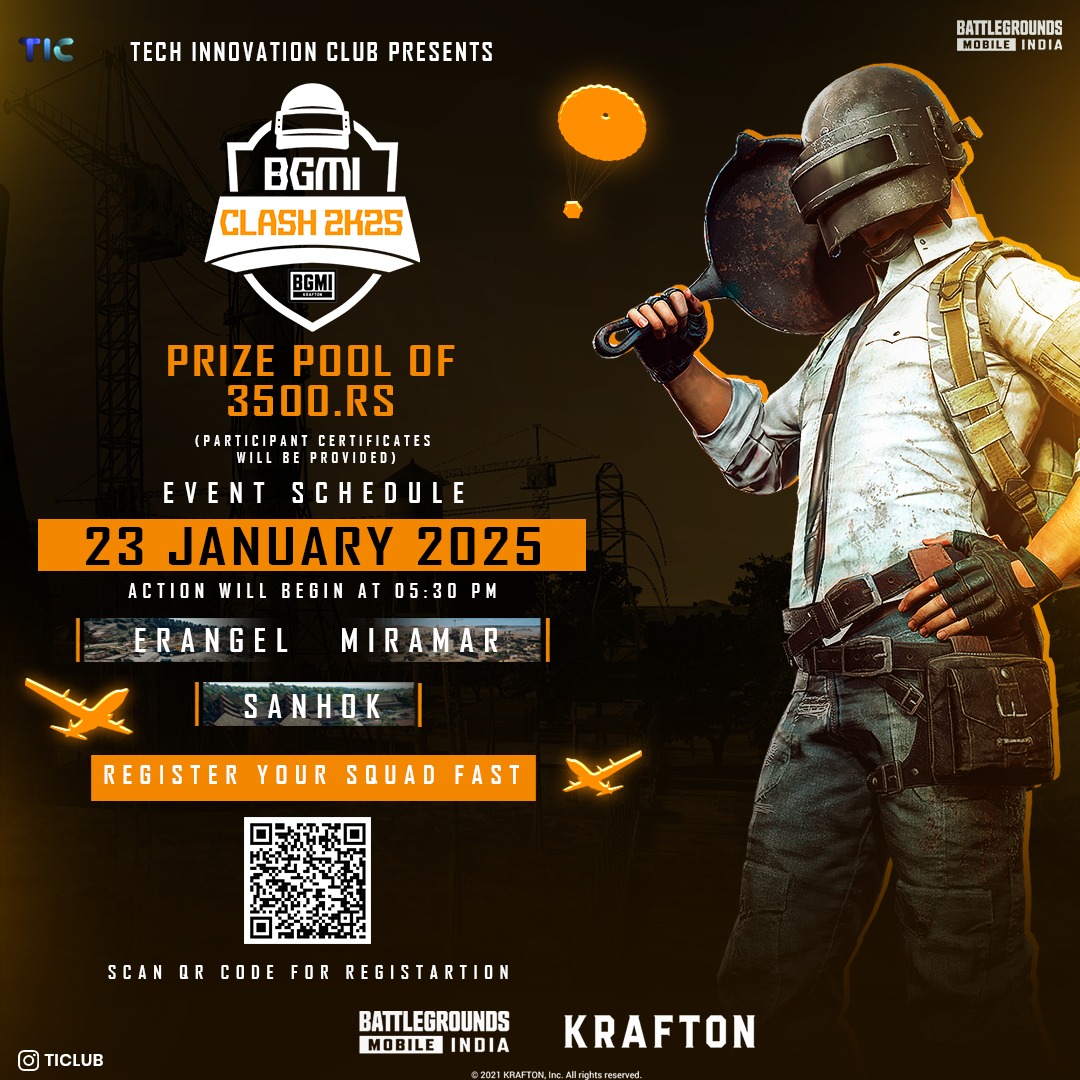 TIC
TECH INNOVATION CLUB PRESENTS
BATTLEGROUNDS
MOBILE INDIA
BGMI
CLASH 2K25
BGMI
KRAFTON
PRIZE POOL OF
3500.RS
(PARTICIPANT CERTIFICATES
WILL BE PROVIDED)
EVENT SCHEDULE
23 JANUARY 2025
ACTION WILL BEGIN AT 05:30 PM
ERANGEL MIRAMAR
SANHOK
REGISTER YOUR SQUAD FAST
SCAN QR CODE FOR REGISTARTION
BATTLEGROUNDS
MOBILE INDIA
KRAFTON
TICLUB
© 2021 KRAFTON, Inc. All rights reserved.